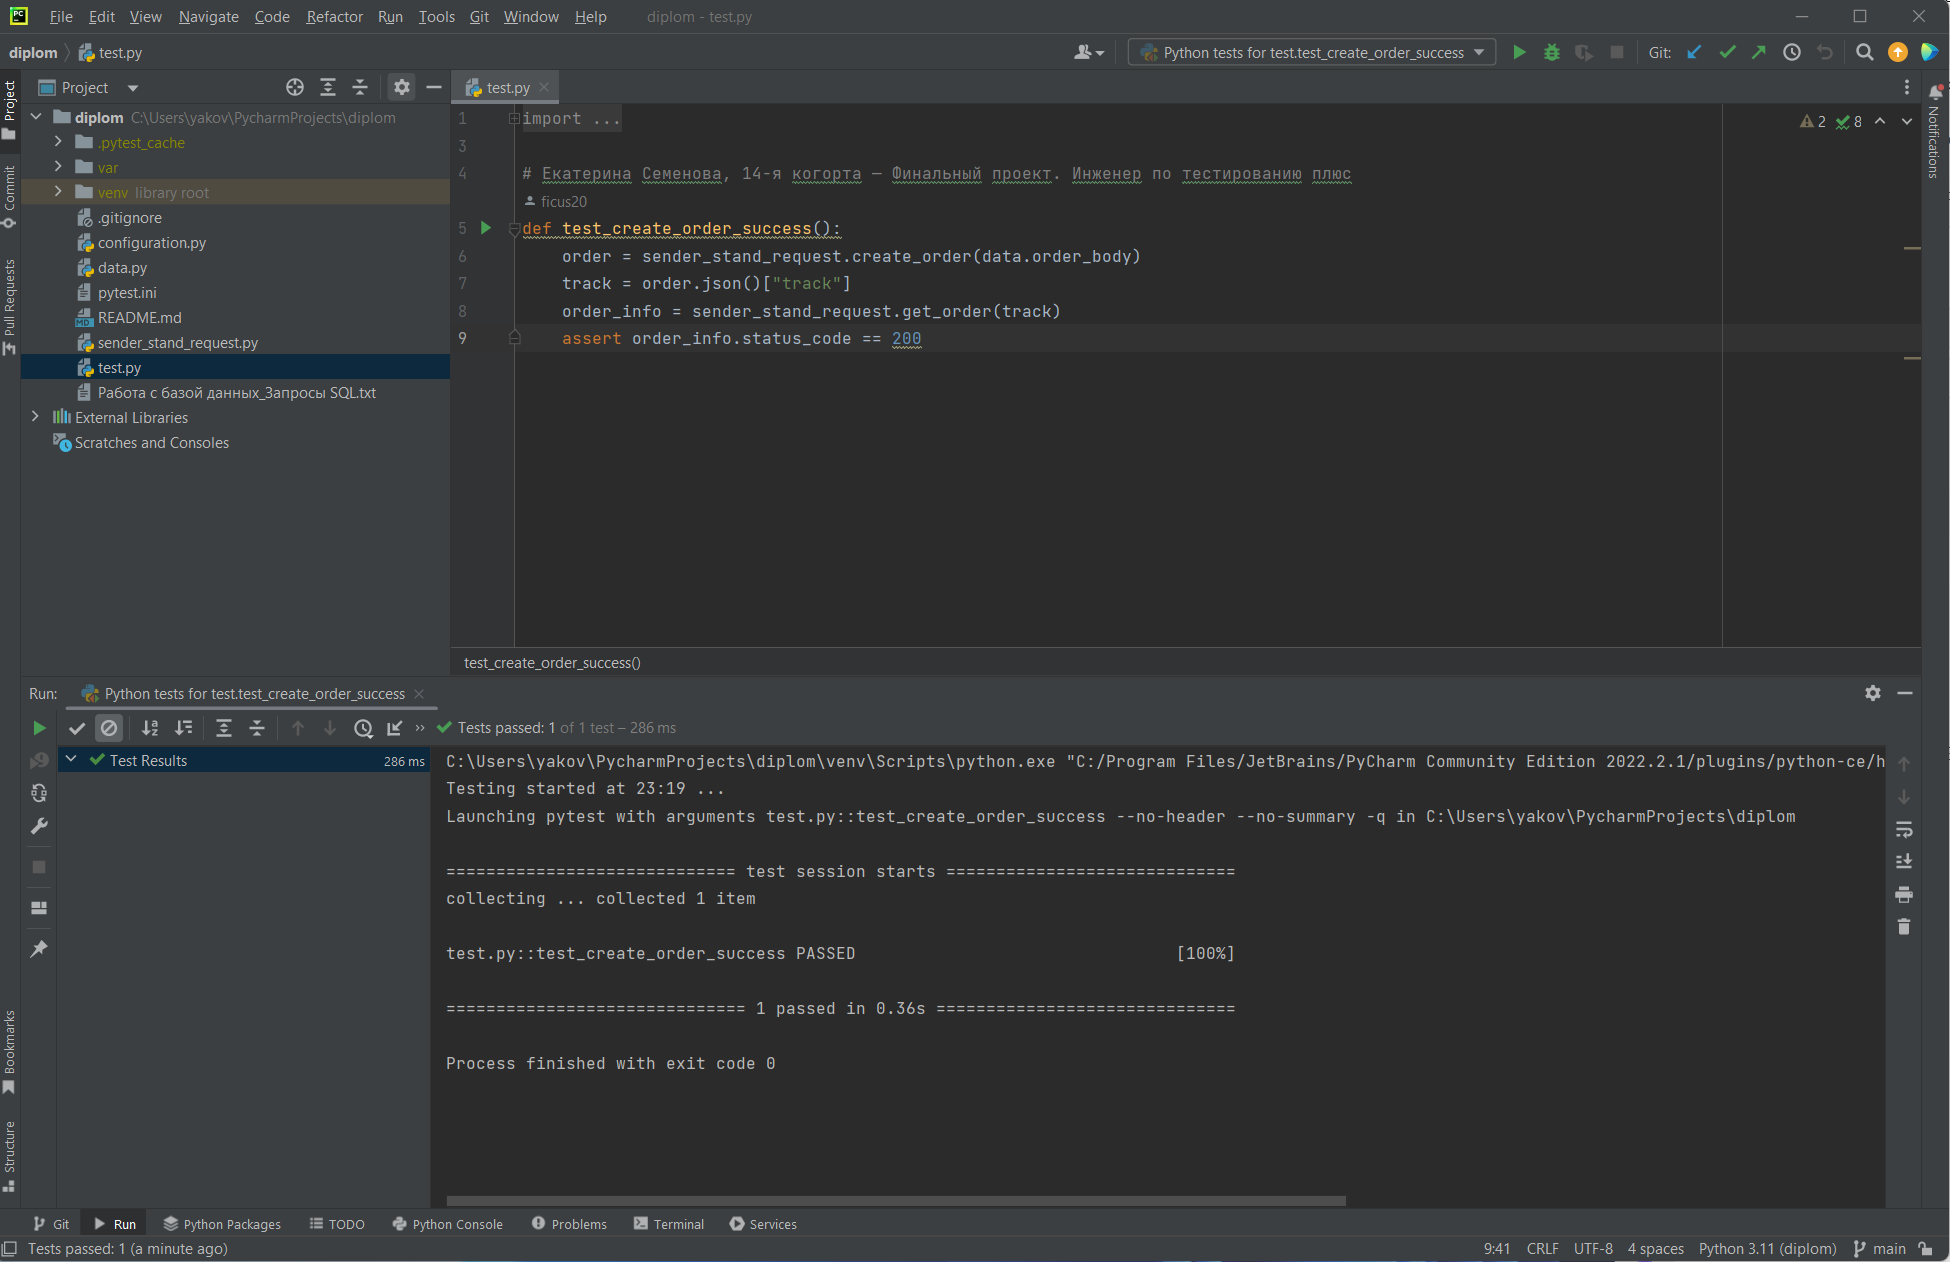 PC File Edit View Navigate Code Refactor Run Tools Git Window Help diplom - test.py
diplom test.py Python tests for test.test_create_order_success Git:
Project test.py
Project
Commit
Pull Requests
Bookmarks
Structure
Notifications
diplom C:\Users\yakov\PycharmProjects\diplom
.pytest_cache
var
venv library root
.gitignore
configuration.py
data.py
pytest.ini
README.md
sender_stand_request.py
test.py
Работа с базой данных_Запросы SQL.txt
External Libraries
Scratches and Consoles
2 8
1 import ...
3
4 # Екатерина Семенова, 14-я когорта — Финальный проект. Инженер по тестированию плюс
ficus20
5 def test_create_order_success():
6 order = sender_stand_request.create_order(data.order_body)
7 track = order.json()["track"]
8 order_info = sender_stand_request.get_order(track)
9 assert order_info.status_code == 200
test_create_order_success()
Run: Python tests for test.test_create_order_success
Tests passed: 1 of 1 test – 286 ms
Test Results 286 ms
C:\Users\yakov\PycharmProjects\diplom\venv\Scripts\python.exe "C:/Program Files/JetBrains/PyCharm Community Edition 2022.2.1/plugins/python-ce/h
Testing started at 23:19 ...
Launching pytest with arguments test.py::test_create_order_success --no-header --no-summary -q in C:\Users\yakov\PycharmProjects\diplom
============================= test session starts =============================
collecting ... collected 1 item
test.py::test_create_order_success PASSED [100%]
============================== 1 passed in 0.36s ==============================
Process finished with exit code 0
Git Run Python Packages TODO Python Console Problems Terminal Services
Tests passed: 1 (a minute ago) 9:41 CRLF UTF-8 4 spaces Python 3.11 (diplom) main